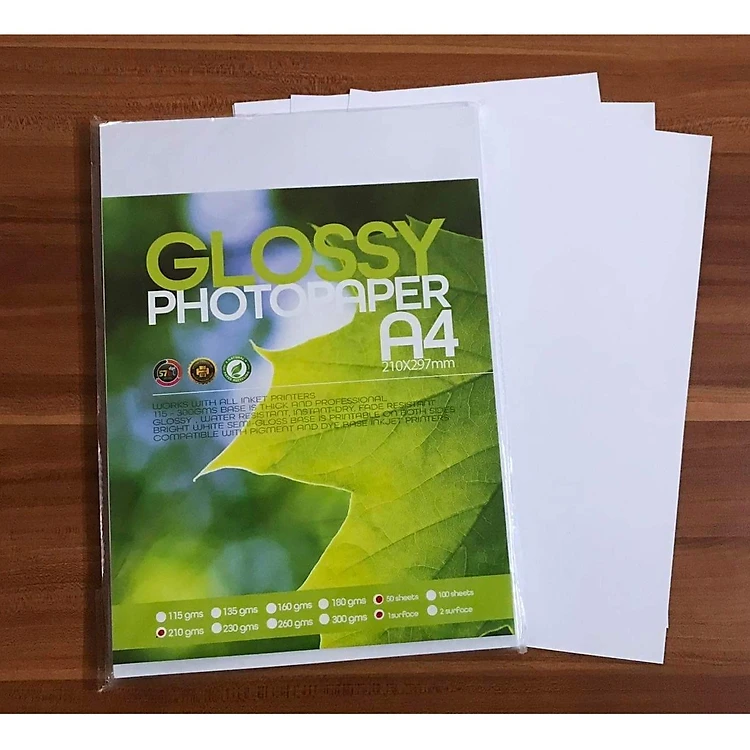 GLOSSY
PHOTOPAPER
A4
210X297mm
57
WORKS WITH ALL INKET PRINTERS
115 - 300GMS BASE IS THICK AND PROFESSIONAL
GLOSSY , WATER RESISTANT, INSTANT-DRY, FADE RESISTANT
BRIGHT WHITE SEMI-GLOSS BASE IS PRINTABLE ON BOTH SIDES
COMPATIBLE WITH PIGMENT AND DYE BASE INKJET PRINTERS
115 gms 135 gms 160 gms 180 gms 50 sheets 100 sheets
210 gms 230 gms 260 gms 300 gms 1 surface 2 surface